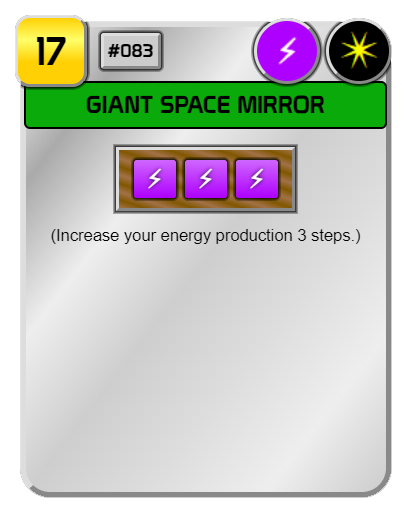 17
#083
GIANT SPACE MIRROR
(Increase your energy production 3 steps.)